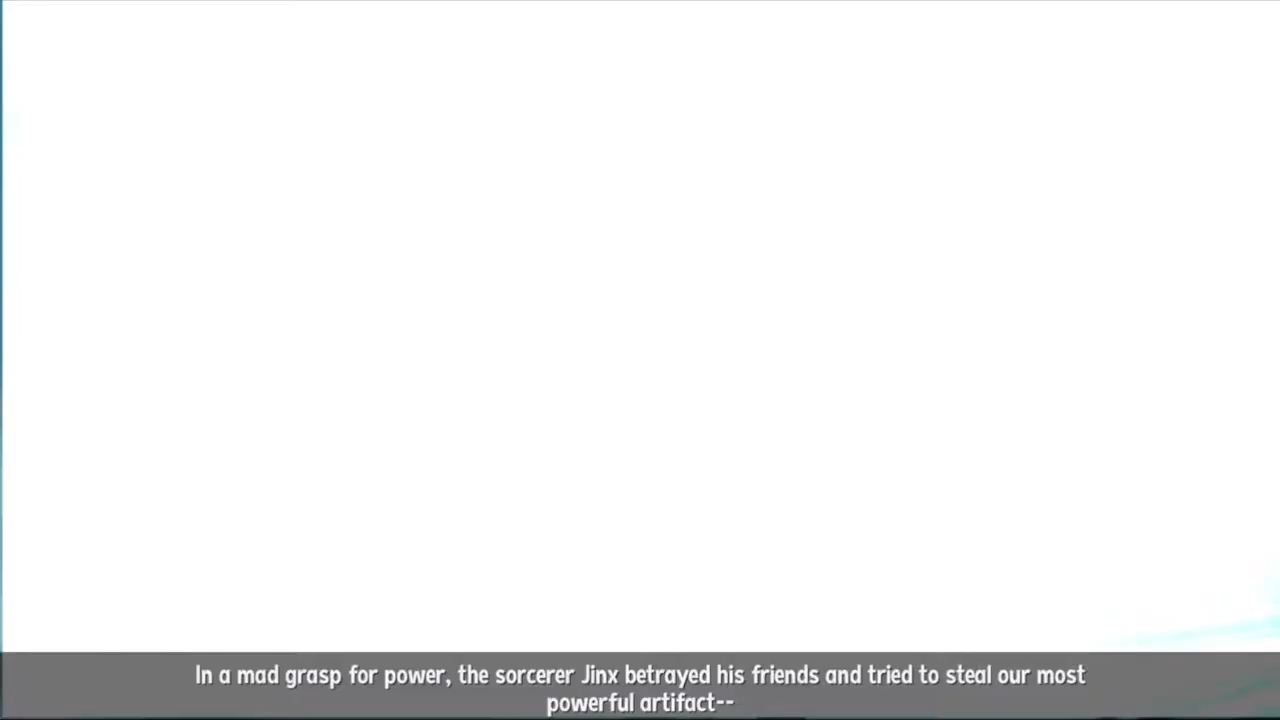 In a mad grasp for power, the sorcerer Jinx betrayed his friends and tried to steal our most
powerful artifact--